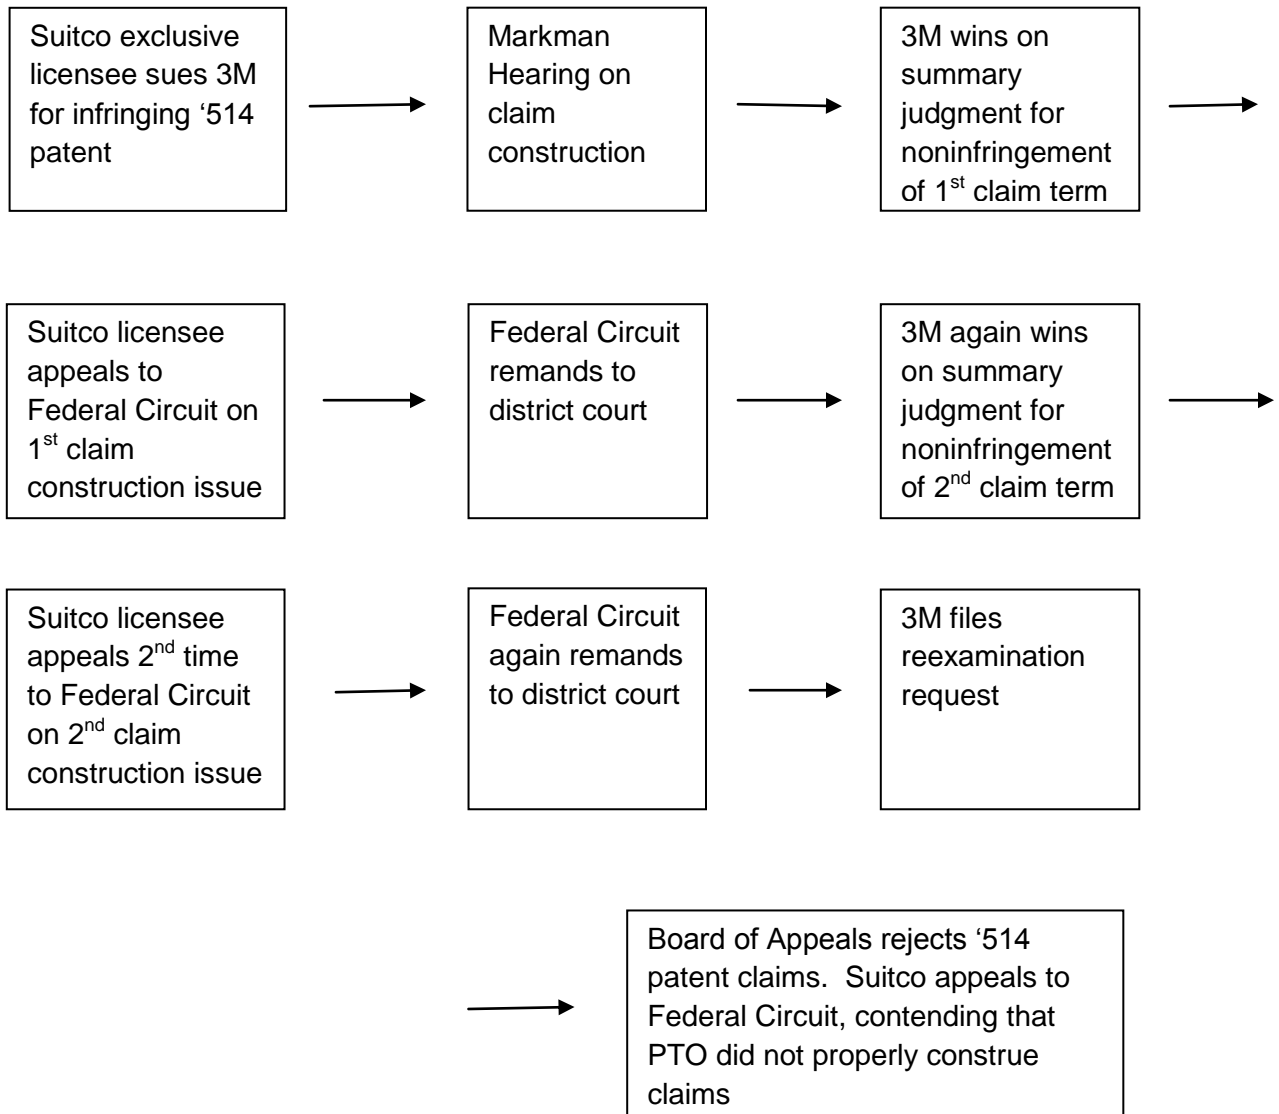 Suitco exclusive
licensee sues 3M
for infringing ‘514
patent
Markman
Hearing on
claim
construction
3M wins on
summary
judgment for
noninfringement
of 1st claim term
Suitco licensee
appeals to
Federal Circuit on
1st claim
construction issue
Federal Circuit
remands to
district court
3M again wins
on summary
judgment for
noninfringement
of 2nd claim term
Suitco licensee
appeals 2nd time
to Federal Circuit
on 2nd claim
construction issue
Federal Circuit
again remands
to district court
3M files
reexamination
request
Board of Appeals rejects ‘514
patent claims.  Suitco appeals to
Federal Circuit, contending that
PTO did not properly construe
claims